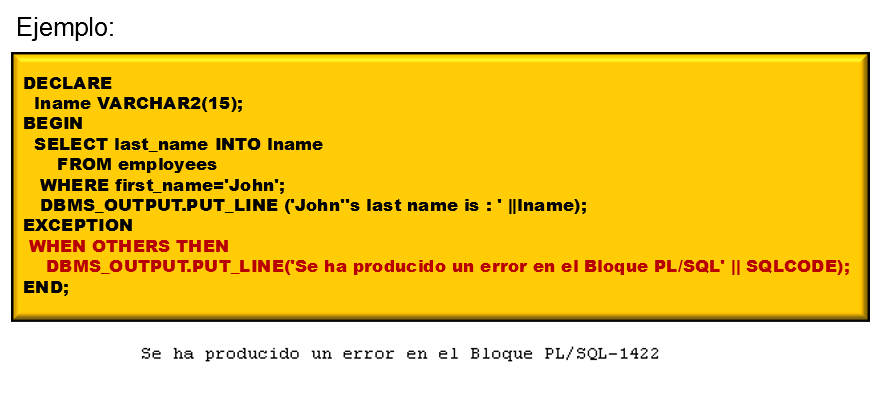 Ejemplo:
DECLARE
lname VARCHAR2(15);
BEGIN
SELECT last_name INTO lname
FROM employees
WHERE first_name='John';
DBMS_OUTPUT.PUT_LINE ('John''s last name is : ' ||lname);
EXCEPTION
WHEN OTHERS THEN
DBMS_OUTPUT.PUT_LINE('Se ha producido un error en el Bloque PL/SQL' || SQLCODE);
END;
Se ha producido un error en el Bloque PL/SQL-1422